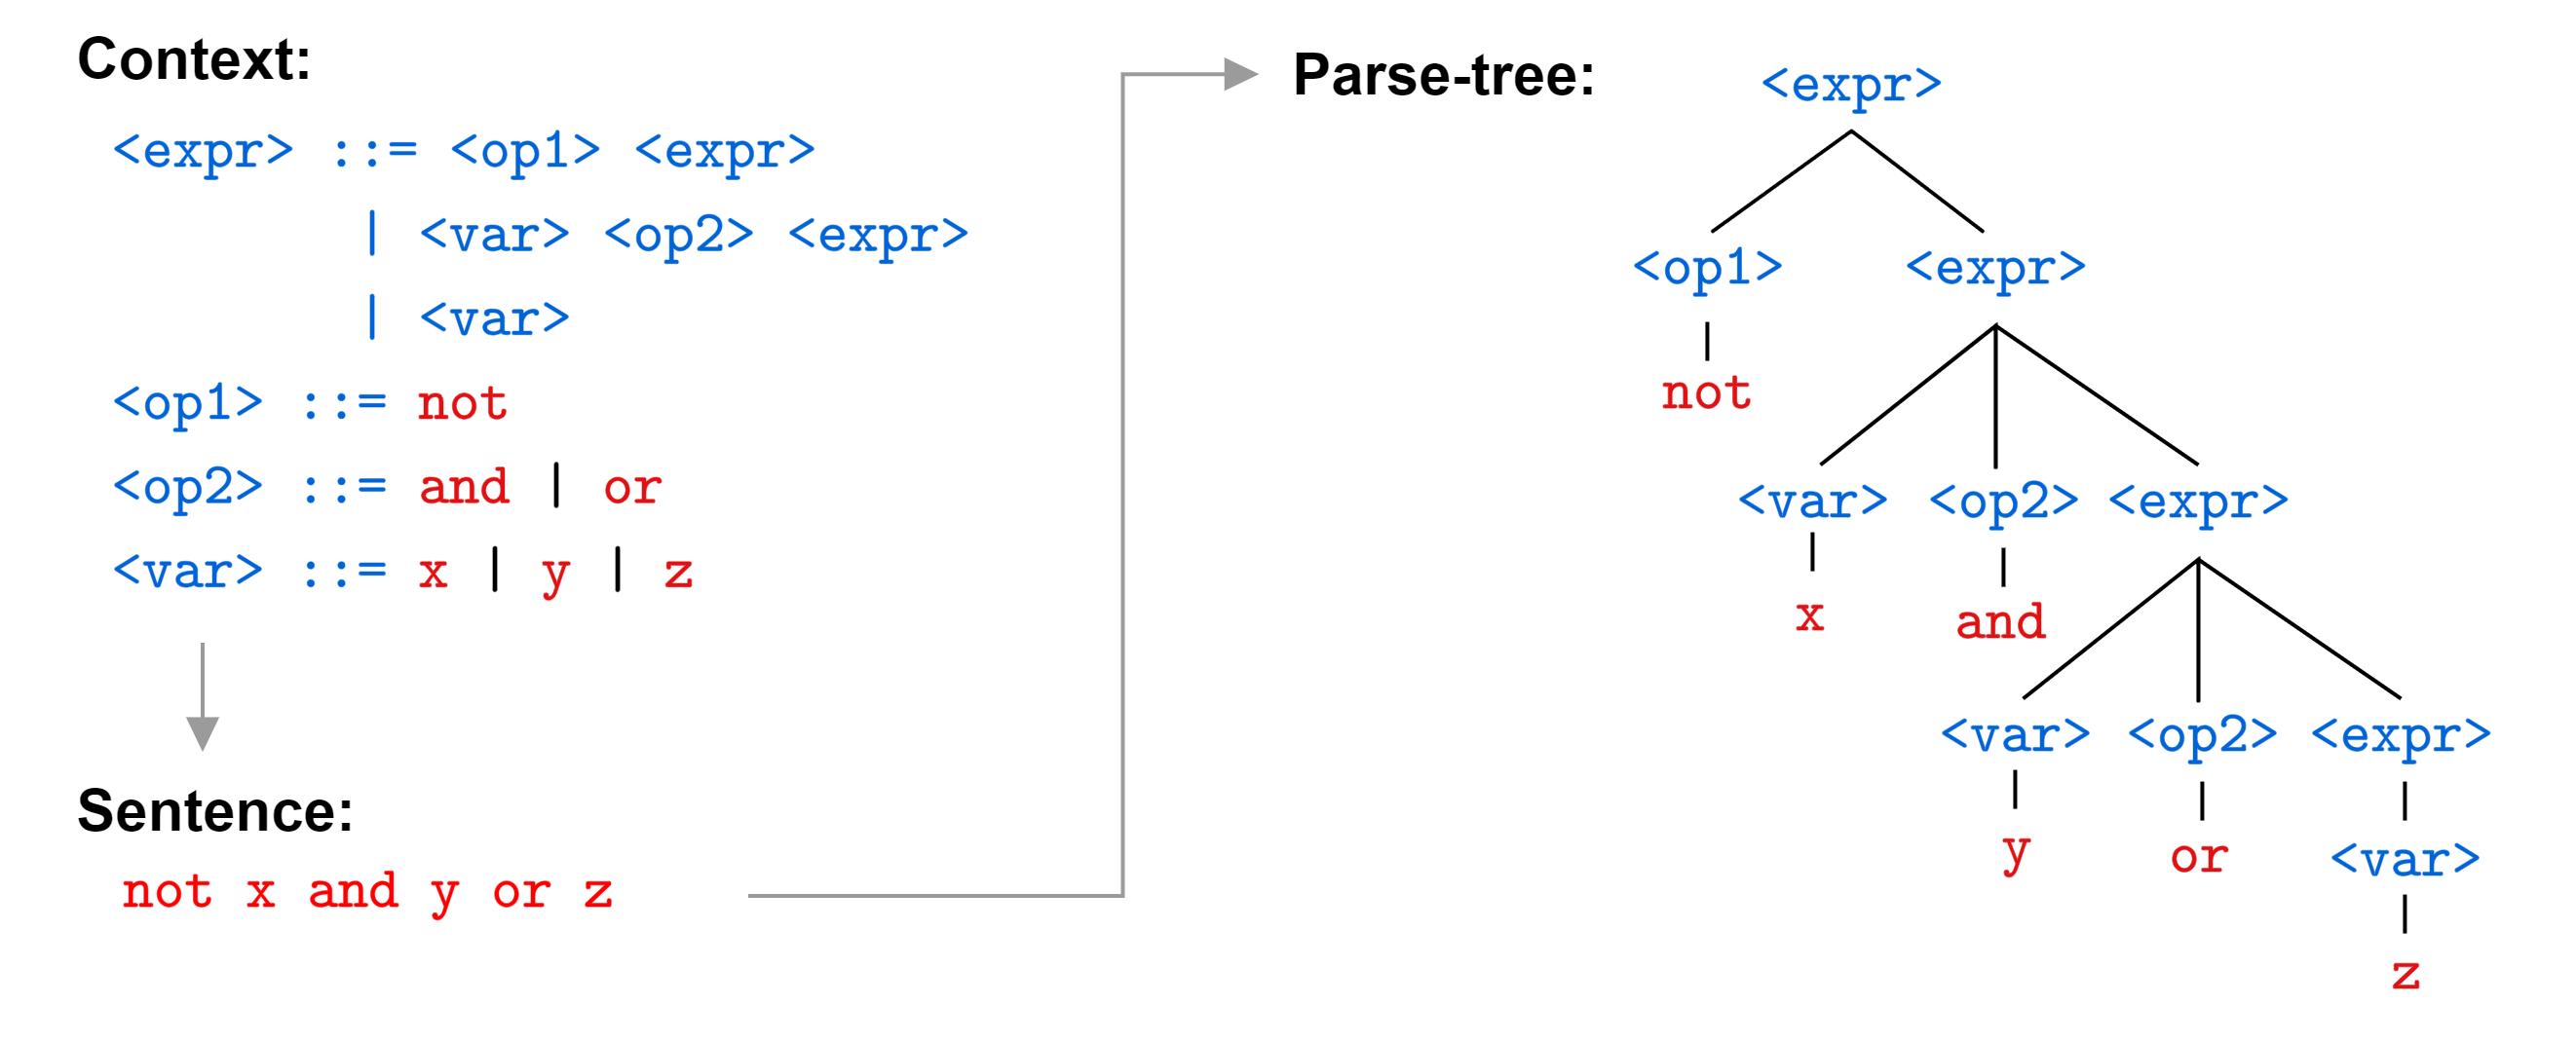 Context:
<expr> ::= <op1> <expr>
| <var> <op2> <expr>
| <var>
<op1> ::= not
<op2> ::= and | or
<var> ::= x | y | z
Sentence:
not x and y or z
Parse-tree:
<expr>
<op1> <expr>
not
<var> <op2> <expr>
x and
<var> <op2> <expr>
y or <var>
z